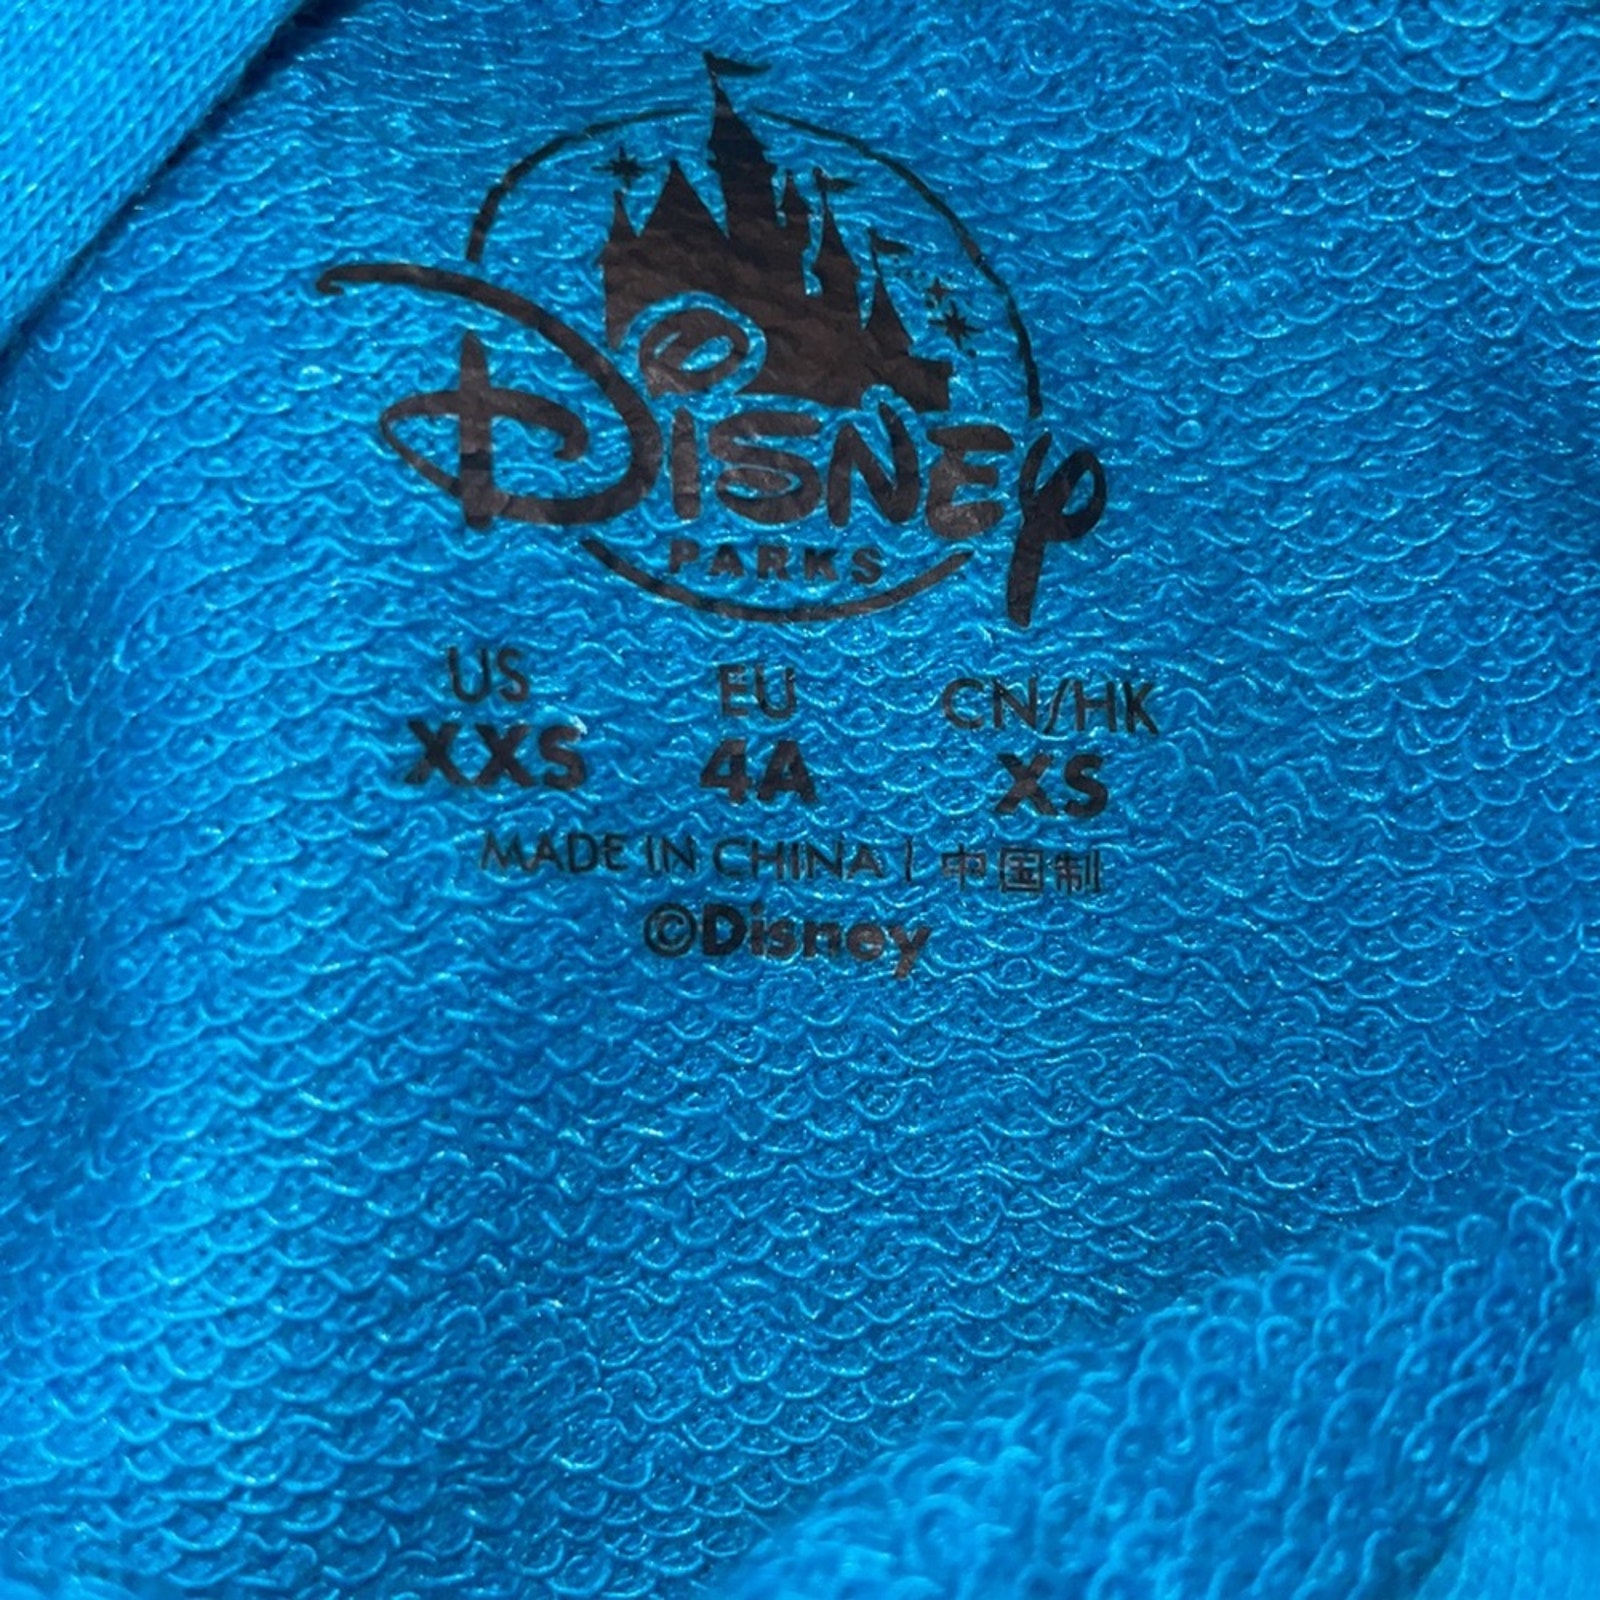 Disney
PARKS
US EU CN/HK
XXS 4A XS
MADE IN CHINA | 中国制
©Disney